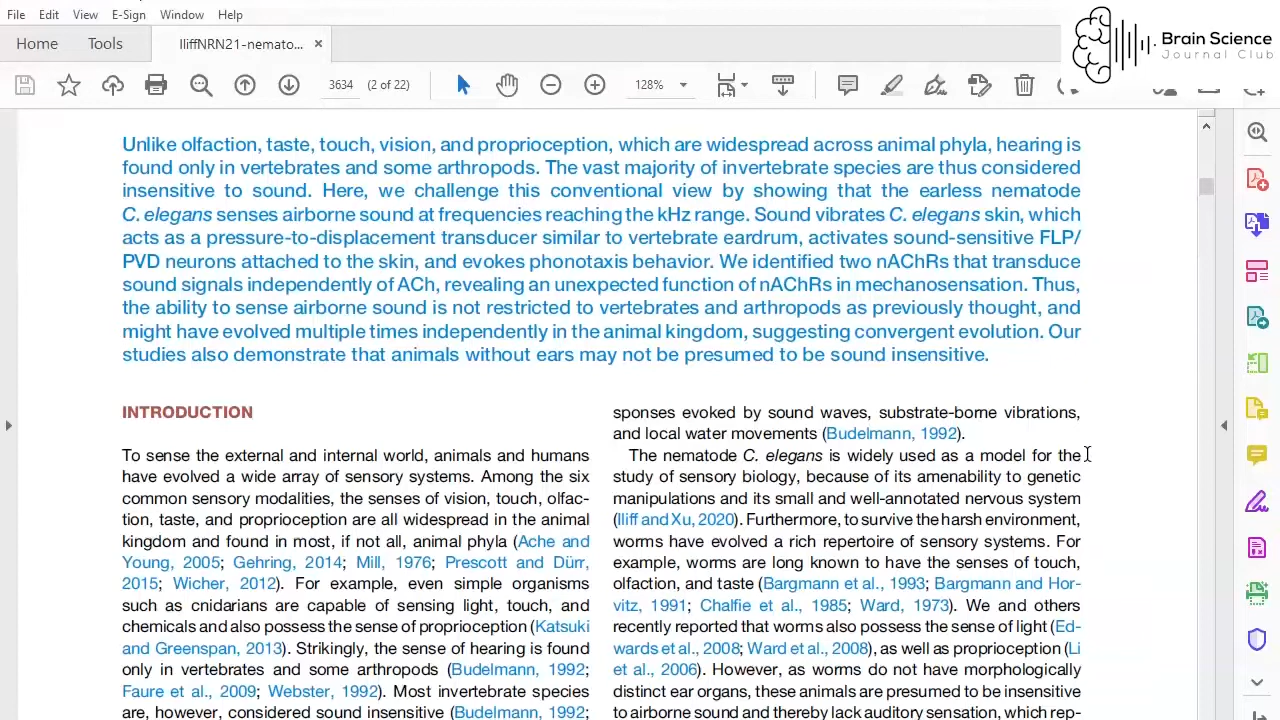 File Edit View E-Sign Window Help
Home Tools IliffNRN21-nemato... ×
3634 (2 of 22) 128%
Brain Science
Journal Club
Unlike olfaction, taste, touch, vision, and proprioception, which are widespread across animal phyla, hearing is
found only in vertebrates and some arthropods. The vast majority of invertebrate species are thus considered
insensitive to sound. Here, we challenge this conventional view by showing that the earless nematode
C. elegans senses airborne sound at frequencies reaching the kHz range. Sound vibrates C. elegans skin, which
acts as a pressure-to-displacement transducer similar to vertebrate eardrum, activates sound-sensitive FLP/
PVD neurons attached to the skin, and evokes phonotaxis behavior. We identified two nAChRs that transduce
sound signals independently of ACh, revealing an unexpected function of nAChRs in mechanosensation. Thus,
the ability to sense airborne sound is not restricted to vertebrates and arthropods as previously thought, and
might have evolved multiple times independently in the animal kingdom, suggesting convergent evolution. Our
studies also demonstrate that animals without ears may not be presumed to be sound insensitive.
INTRODUCTION
To sense the external and internal world, animals and humans
have evolved a wide array of sensory systems. Among the six
common sensory modalities, the senses of vision, touch, olfac-
tion, taste, and proprioception are all widespread in the animal
kingdom and found in most, if not all, animal phyla (Ache and
Young, 2005; Gehring, 2014; Mill, 1976; Prescott and Dürr,
2015; Wicher, 2012). For example, even simple organisms
such as cnidarians are capable of sensing light, touch, and
chemicals and also possess the sense of proprioception (Katsuki
and Greenspan, 2013). Strikingly, the sense of hearing is found
only in vertebrates and some arthropods (Budelmann, 1992;
Faure et al., 2009; Webster, 1992). Most invertebrate species
are, however, considered sound insensitive (Budelmann, 1992;
sponses evoked by sound waves, substrate-borne vibrations,
and local water movements (Budelmann, 1992).
The nematode C. elegans is widely used as a model for the
study of sensory biology, because of its amenability to genetic
manipulations and its small and well-annotated nervous system
(Iliff and Xu, 2020). Furthermore, to survive the harsh environment,
worms have evolved a rich repertoire of sensory systems. For
example, worms are long known to have the senses of touch,
olfaction, and taste (Bargmann et al., 1993; Bargmann and Hor-
vitz, 1991; Chalfie et al., 1985; Ward, 1973). We and others
recently reported that worms also possess the sense of light (Ed-
wards et al., 2008; Ward et al., 2008), as well as proprioception (Li
et al., 2006). However, as worms do not have morphologically
distinct ear organs, these animals are presumed to be insensitive
to airborne sound and thereby lack auditory sensation, which rep-